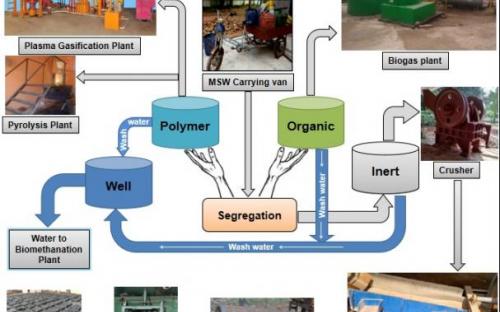 Plasma Gasification Plant
Biogas plant
MSW Carrying van
Pyrolysis Plant
Polymer
Organic
Wash water
Wash water
Inert
Crusher
Well
Segregation
Wash water
Water to
Biomethanation
Plant